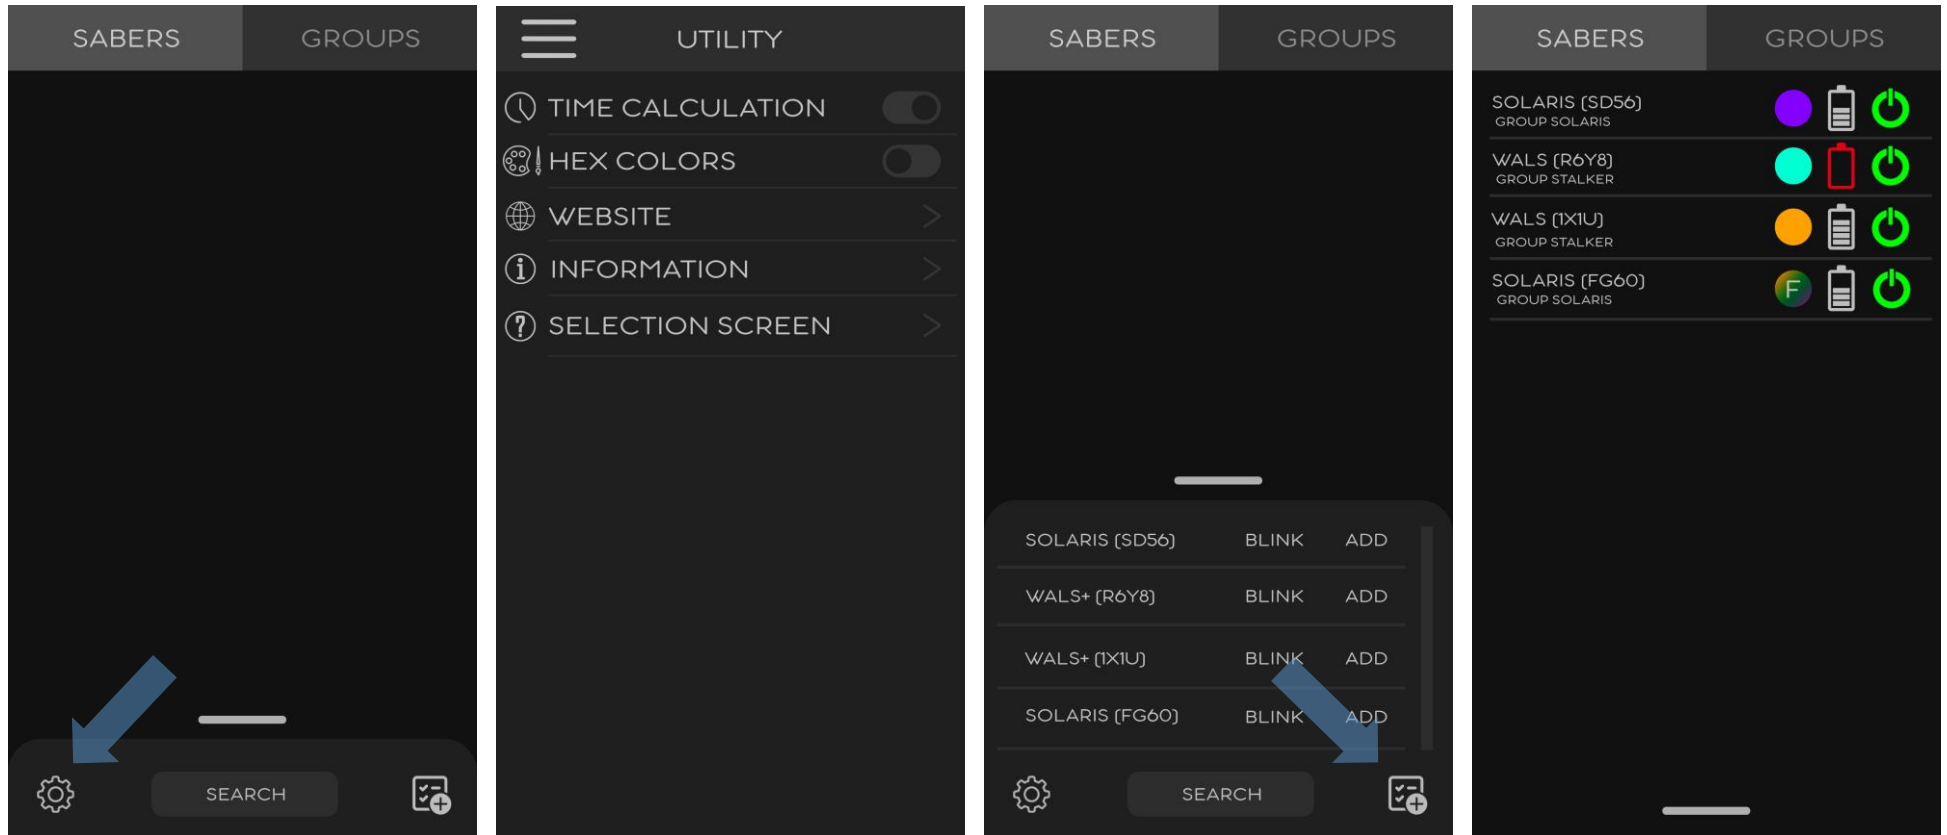 SABERS GROUPS
SEARCH
UTILITY
TIME CALCULATION
HEX COLORS
WEBSITE
INFORMATION
SELECTION SCREEN
SABERS GROUPS
SOLARIS (SD56) BLINK ADD
WALS+ (R6Y8) BLINK ADD
WALS+ (1X1U) BLINK ADD
SOLARIS (FG60) BLINK ADD
SEARCH
SABERS GROUPS
SOLARIS (SD56)
GROUP SOLARIS
WALS (R6Y8)
GROUP STALKER
WALS (1X1U)
GROUP STALKER
SOLARIS (FG60) F
GROUP SOLARIS